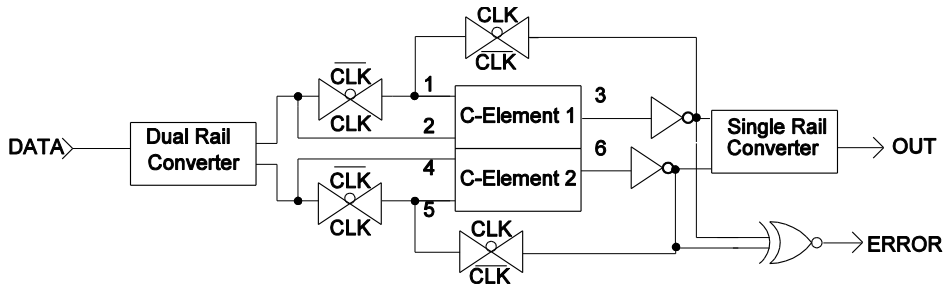 CLK
CLK
CLK
CLK
1
3
C-Element 1
2
DATA
Dual Rail
Converter
Single Rail
Converter
OUT
6
4
C-Element 2
CLK
CLK
5
CLK
CLK
ERROR